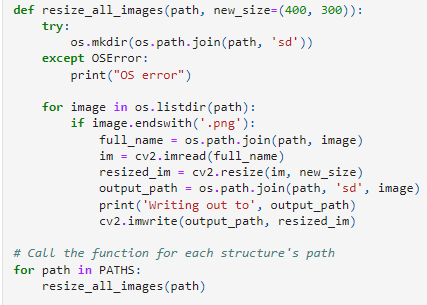 def resize_all_images(path, new_size=(400, 300)):
    try:
        os.mkdir(os.path.join(path, 'sd'))
    except OSError:
        print("OS error")

    for image in os.listdir(path):
        if image.endswith('.png'):
            full_name = os.path.join(path, image)
            im = cv2.imread(full_name)
            resized_im = cv2.resize(im, new_size)
            output_path = os.path.join(path, 'sd', image)
            print('Writing out to', output_path)
            cv2.imwrite(output_path, resized_im)

# Call the function for each structure's path
for path in PATHS:
    resize_all_images(path)